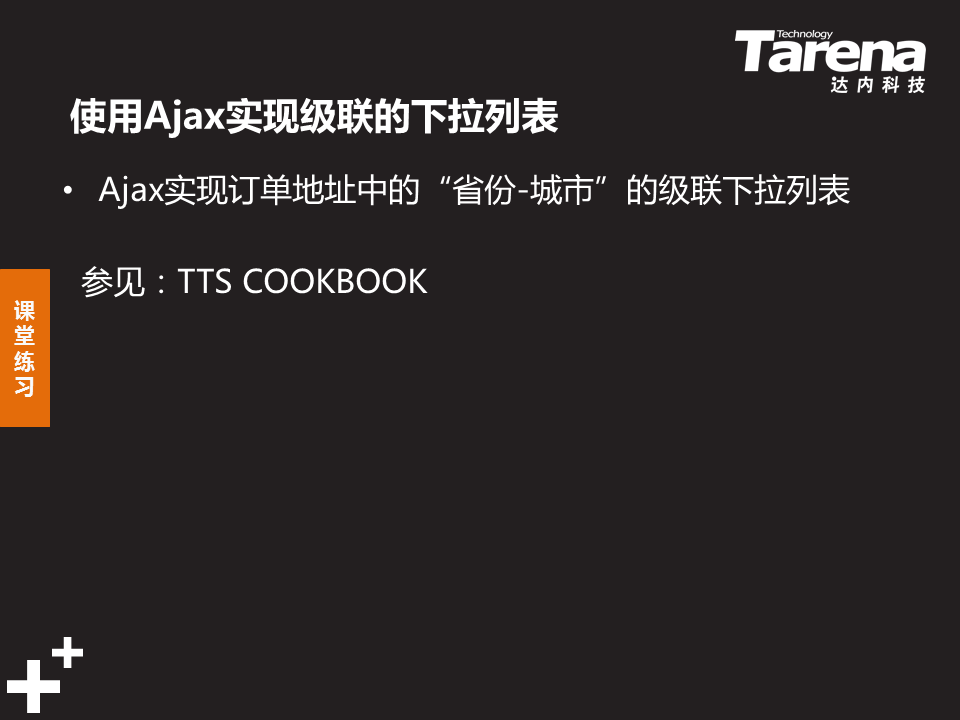 Technology
Tarena
达内科技
使用Ajax实现级联的下拉列表
• Ajax实现订单地址中的“省份-城市”的级联下拉列表
参见：TTS COOKBOOK
课
堂
练
习